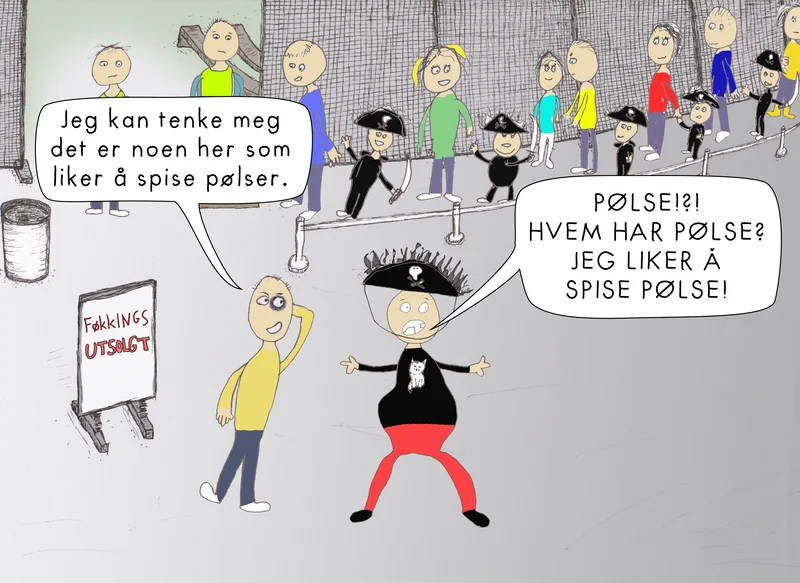 Jeg kan tenke meg
det er noen her som
liker å spise pølser.
PØLSE!?!
HVEM HAR PØLSE?
JEG LIKER Å
SPISE PØLSE!
FØKKINGS
UTSOLGT